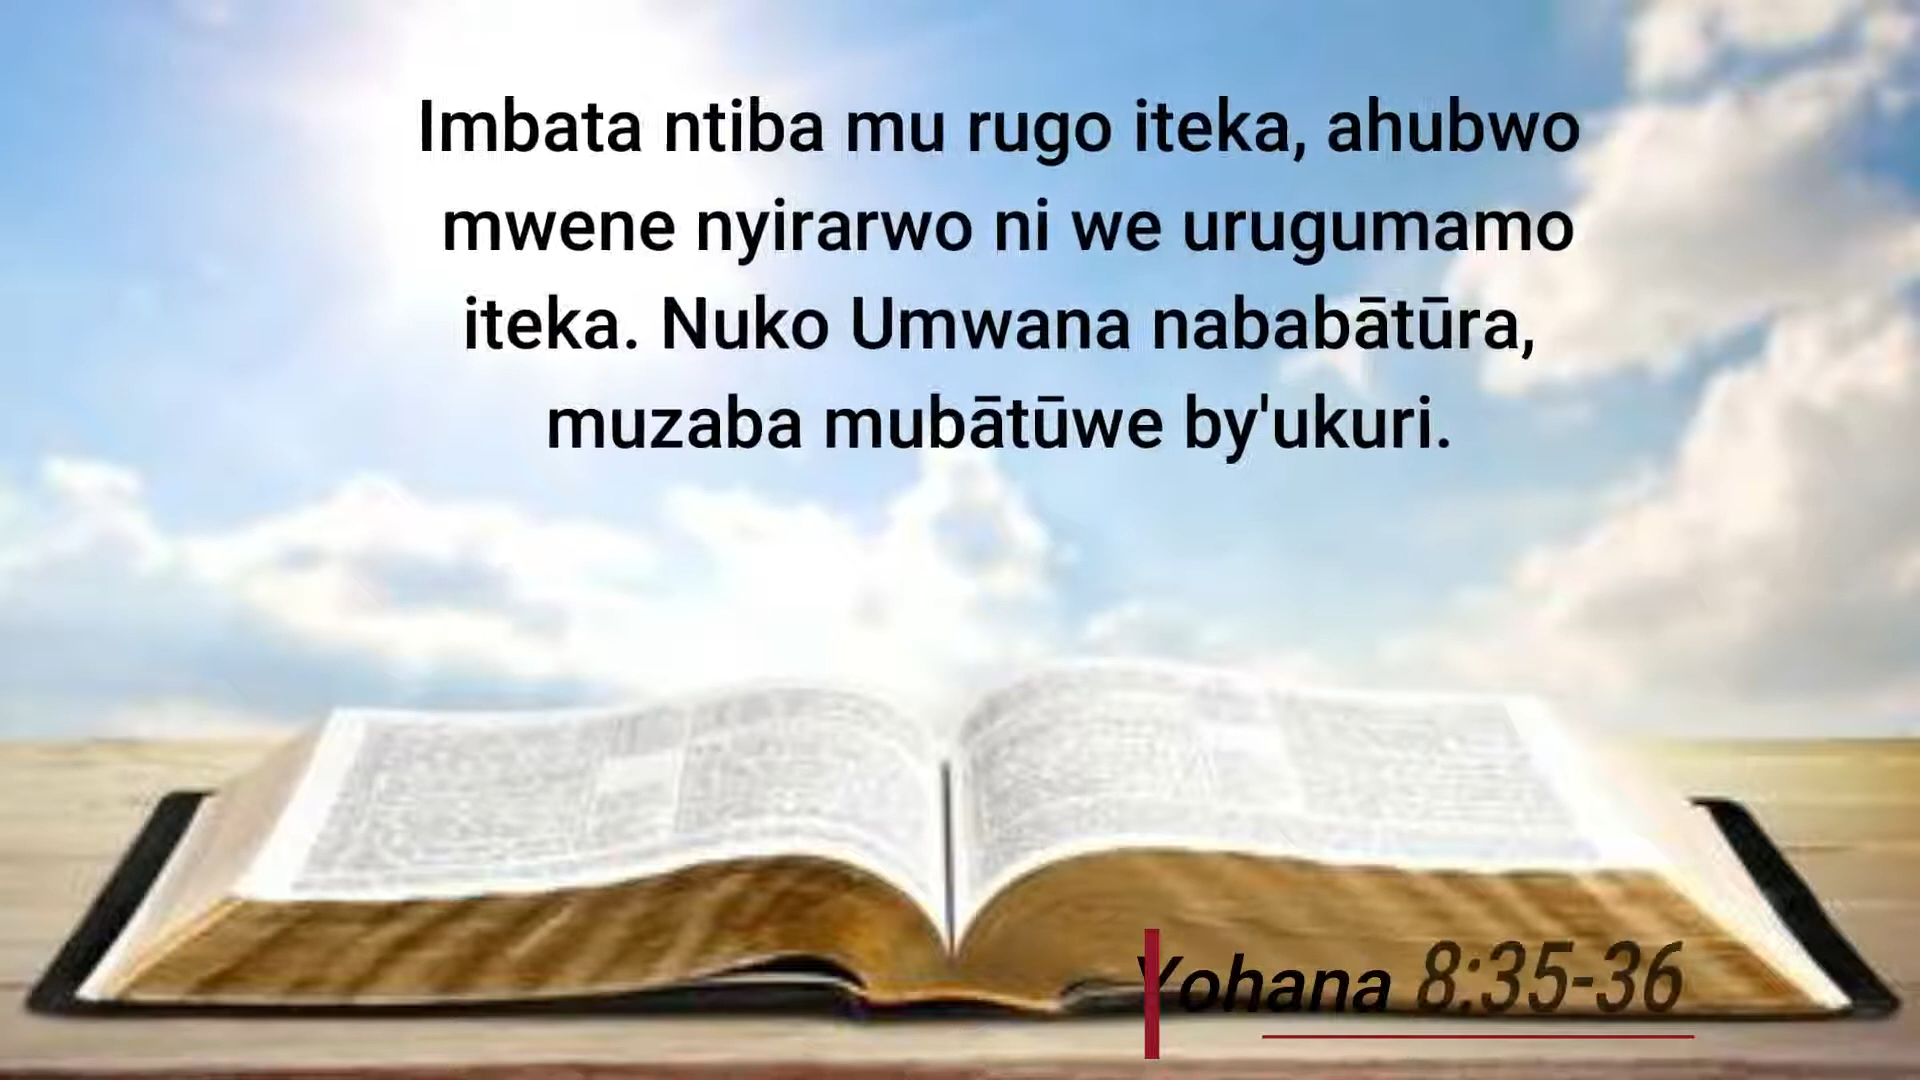 Imbata ntiba mu rugo iteka, ahubwo
mwene nyirarwo ni we urugumamo
iteka. Nuko Umwana nababātūra,
muzaba mubātūwe by'ukuri.
Yohana 8:35-36